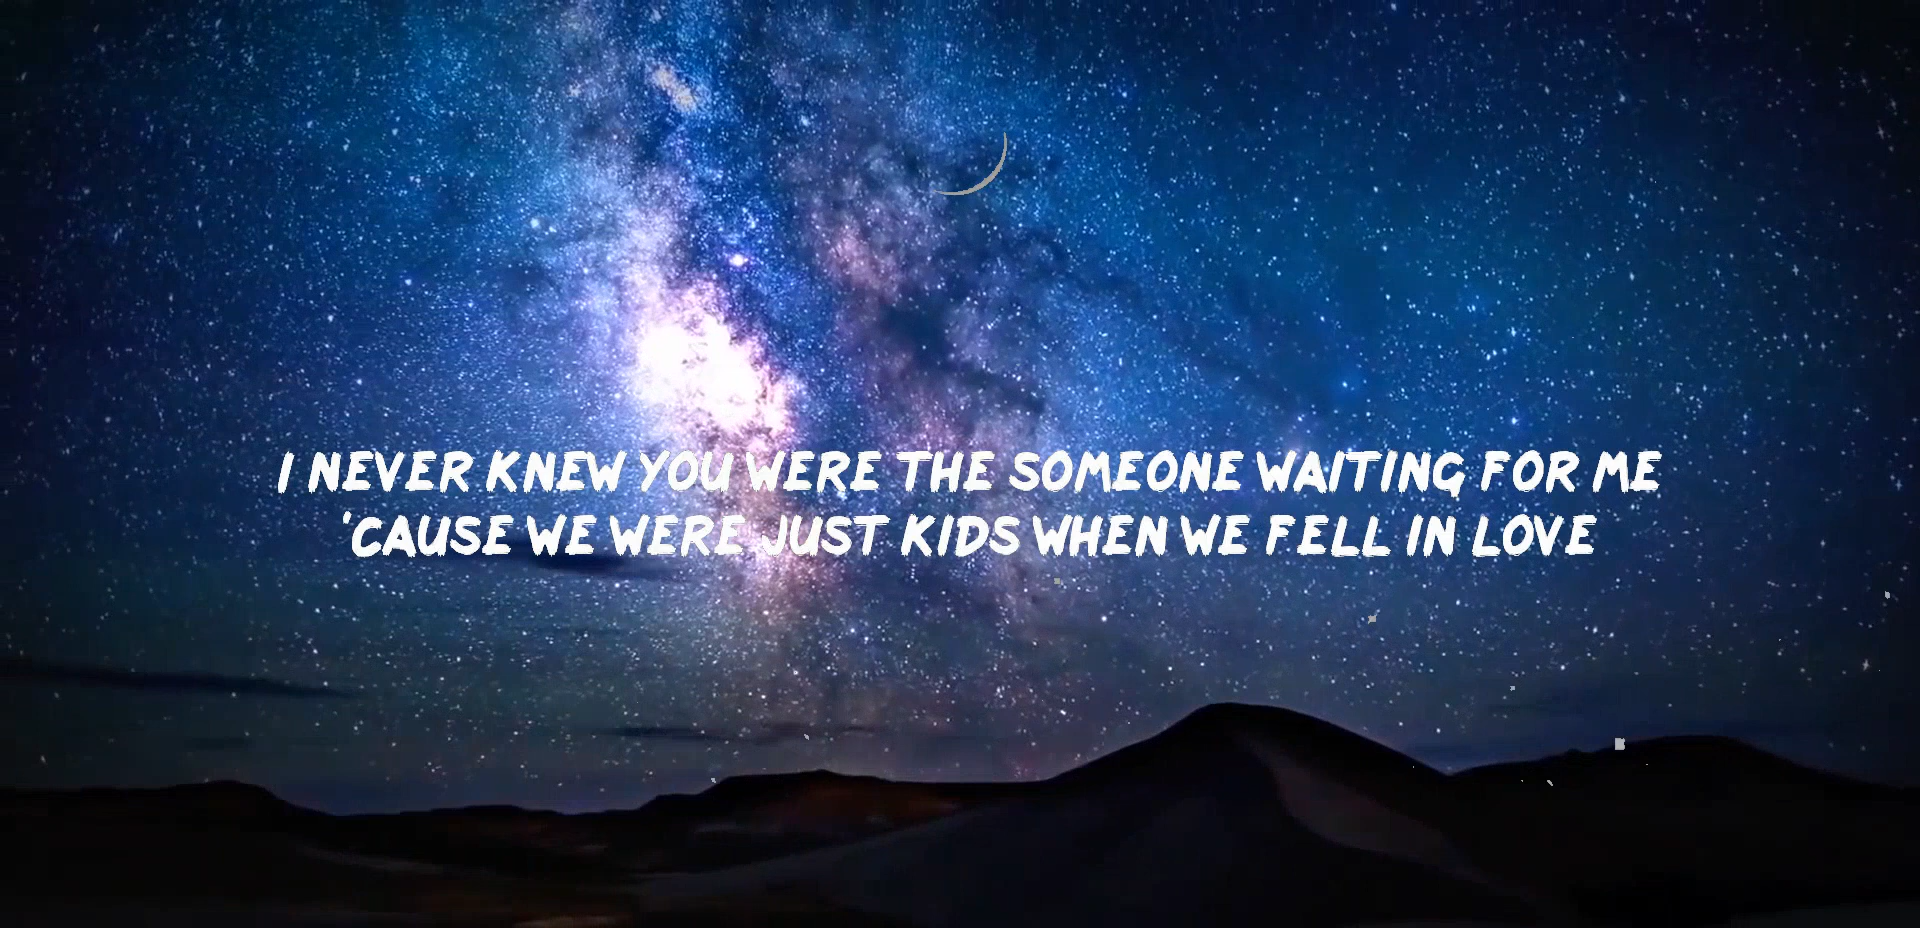 I NEVER KNEW YOU WERE THE SOMEONE WAITING FOR ME
'CAUSE WE WERE JUST KIDS WHEN WE FELL IN LOVE